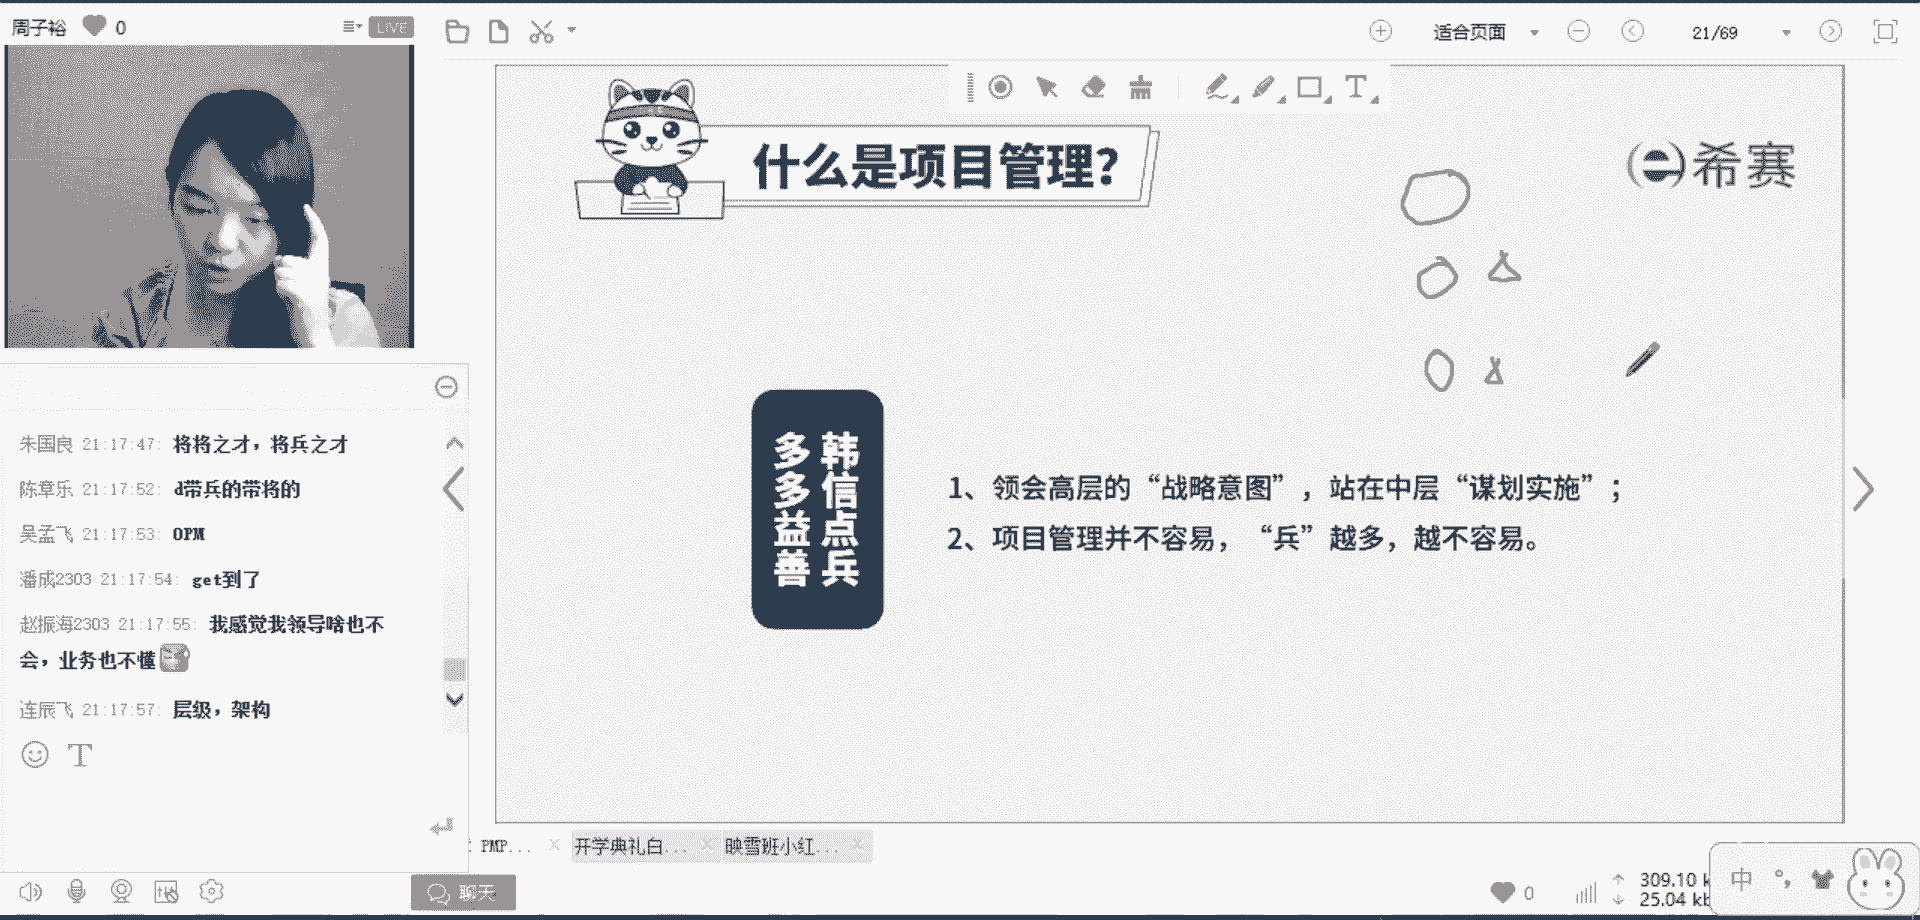 周子裕 0 LIVE
适合页面 21/69
什么是项目管理？
希赛
韩信点兵
多多益善
1、领会高层的“战略意图”，站在中层“谋划实施”；
2、项目管理并不容易，“兵”越多，越不容易。
朱国良 21:17:47: 将将之才，将兵之才
陈章乐 21:17:52: d带兵的带将的
吴孟飞 21:17:53: OPM
潘成2303 21:17:54: get到了
赵振海2303 21:17:55: 我感觉我领导啥也不
会，业务也不懂
连辰飞 21:17:57: 层级，架构
PMP... 开学典礼白... 映雪班小红...
聊天
0
309.10 k
25.04 kb
中